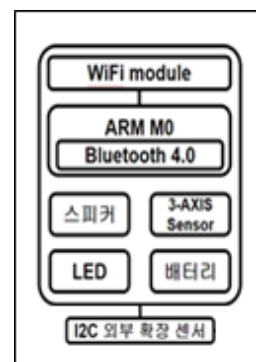 WiFi module
ARM M0
Bluetooth 4.0
스피커
3-AXIS
Sensor
LED
배터리
I2C 외부 확장 센서